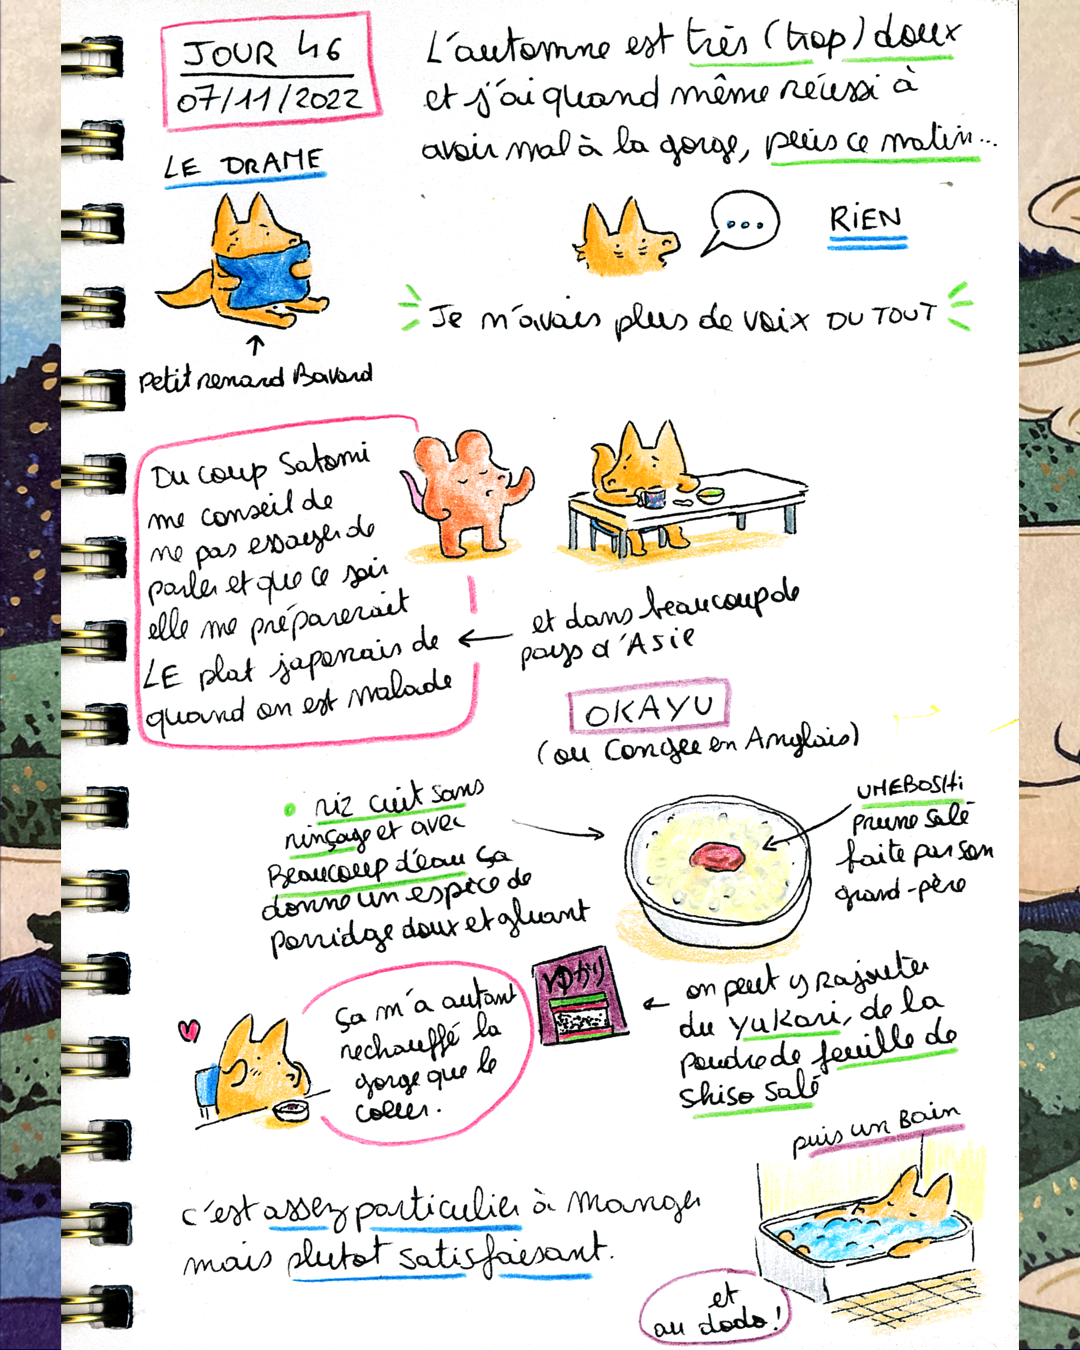 JOUR 46
07/11/2022
L'automne est très (trop) doux
et j'ai quand même réussi à
avoir mal à la gorge, puis ce matin...
LE DRAME
...
RiEN
Je n'avais plus de voix DU TOUT
Petit renard Bavard
Du coup Satomi
me conseil de
ne pas essayer de
parler et que ce soir
elle me préparerait
LE plat japonais de
quand on est malade
et dans beaucoup de
pays d'Asie
OKAYU
(ou Congee en Anglais)
riz cuit sans
rinçage et avec
Beaucoup d'eau ça
donne un espèce de
porridge doux et gluant
UMEBOSHi
prune salé
faite par son
grand-père
ゆかり
on peut y rajouter
du yukari, de la
poudre de feuille de
shiso salé
ça m'a autant
rechauffé la
gorge que le
coeur.
puis un Bain
c'est assez particulier à manger
mais plutot satisfaisant.
et
au dodo!